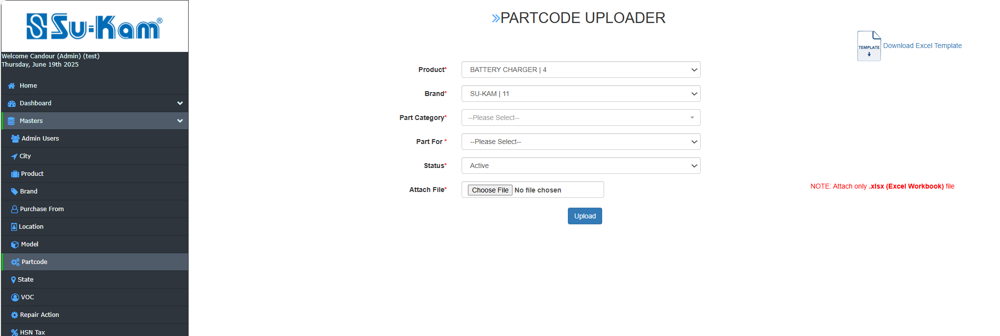 Su-Kam®
Welcome Candour (Admin) (test)
Thursday, June 19th 2025
Home
Dashboard
Masters
Admin Users
City
Product
Brand
Purchase From
Location
Model
Partcode
State
VOC
Repair Action
HSN Tax
PARTCODE UPLOADER
TEMPLATE Download Excel Template
Product* BATTERY CHARGER | 4
Brand* SU-KAM | 11
Part Category* --Please Select--
Part For * --Please Select--
Status* Active
Attach File* Choose File No file chosen
NOTE: Attach only .xlsx (Excel Workbook) file
Upload